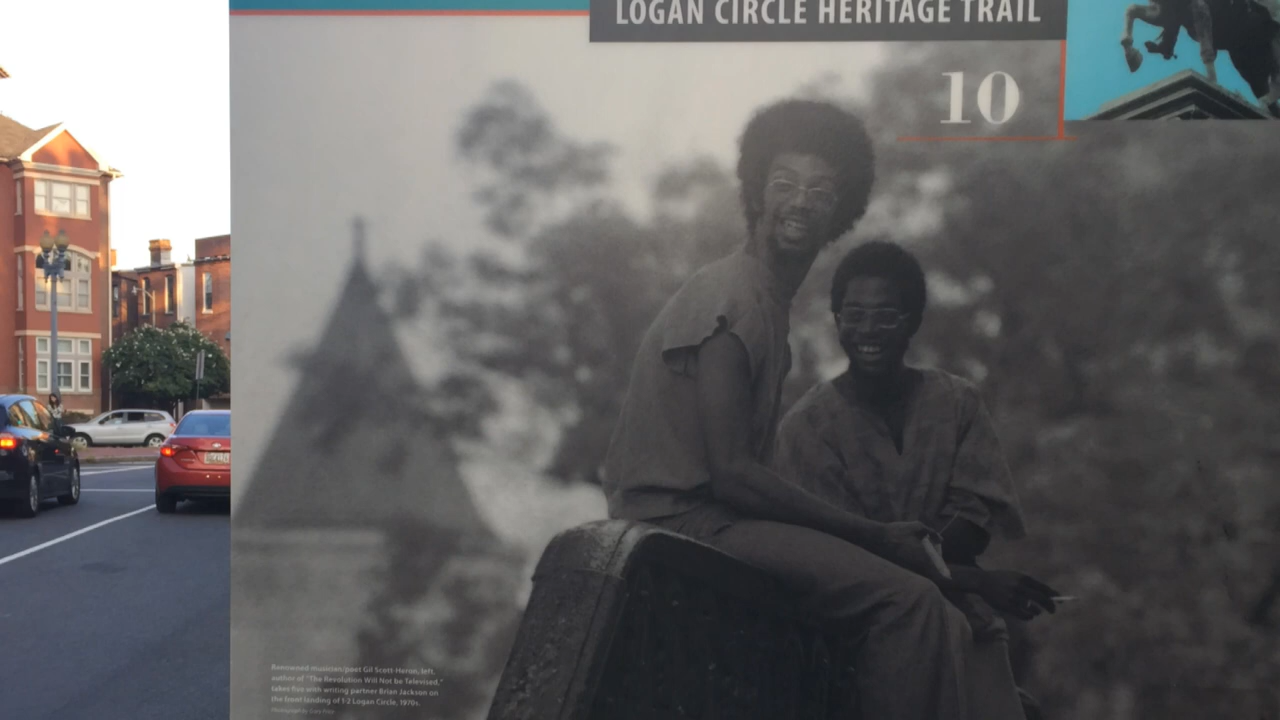 LOGAN CIRCLE HERITAGE TRAIL
10
Renowned musician/poet Gil Scott-Heron, left,
author of "The Revolution Will Not be Televised,"
takes five with writing partner Brian Jackson on
the front landing of 1-2 Logan Circle, 1970s.